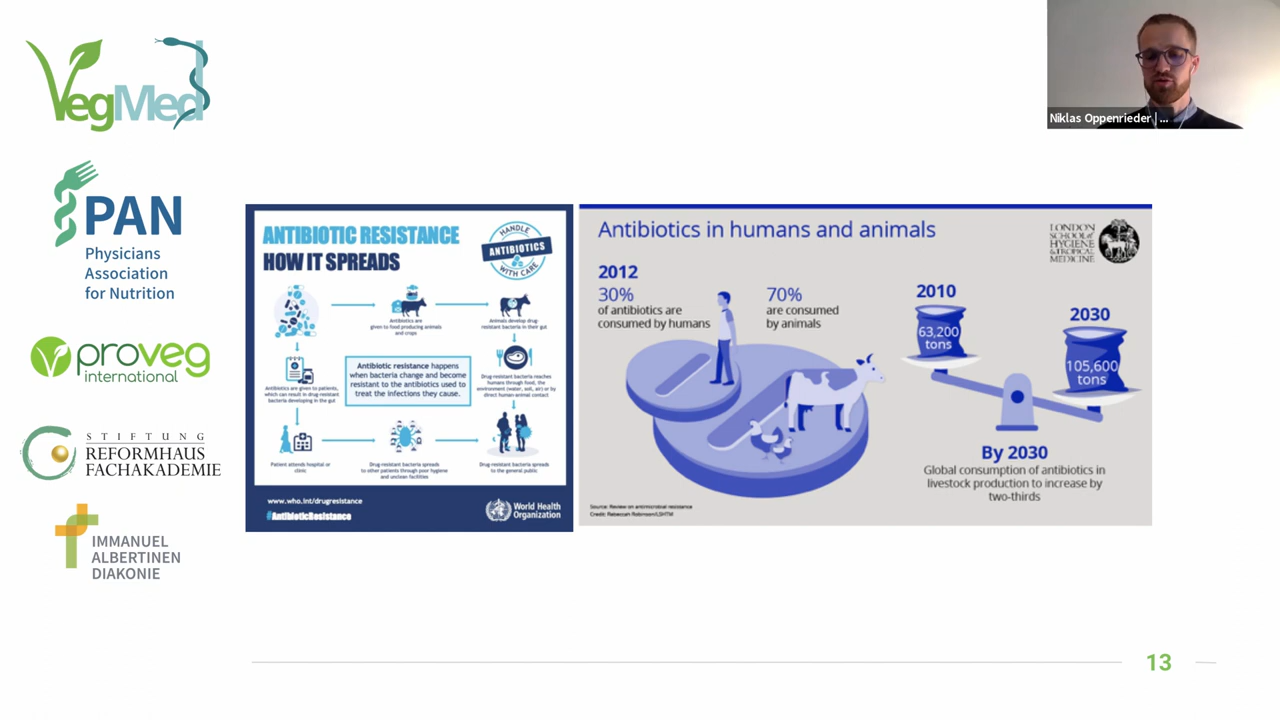 VegMed
PAN
Physicians
Association
for Nutrition
proveg
international
STIFTUNG
REFORMHAUS
FACHAKADEMIE
IMMANUEL
ALBERTINEN
DIAKONIE
Niklas Oppenrieder | ...
ANTIBIOTIC RESISTANCE
HOW IT SPREADS
HANDLE
ANTIBIOTICS
WITH CARE
Antibiotics are
given to food producing animals
and crops
Animals develop drug-
resistant bacteria in their gut
Antibiotics are given to patients,
which can result in drug-resistant
bacteria developing in the gut
Antibiotic resistance happens
when bacteria change and become
resistant to the antibiotics used to
treat the infections they cause.
Drug-resistant bacteria reaches
humans through food, the
environment (water, soil, air) or by
direct human-animal contact
Patient attends hospital or
clinic
Drug-resistant bacteria spreads
to other patients through poor hygiene
and unclean facilities
Drug-resistant bacteria spreads
to the general public
www.who.int/drugresistance
#AntibioticResistance
World Health
Organization
Antibiotics in humans and animals
LONDON
SCHOOL of
HYGIENE
& TROPICAL
MEDICINE
2012
30%
of antibiotics are
consumed by humans
70%
are consumed
by animals
2010
63,200
tons
2030
105,600
tons
By 2030
Global consumption of antibiotics in
livestock production to increase by
two-thirds
Source: Review on antimicrobial resistance
Credit: Rebeccum Robinson/LSHTM
13